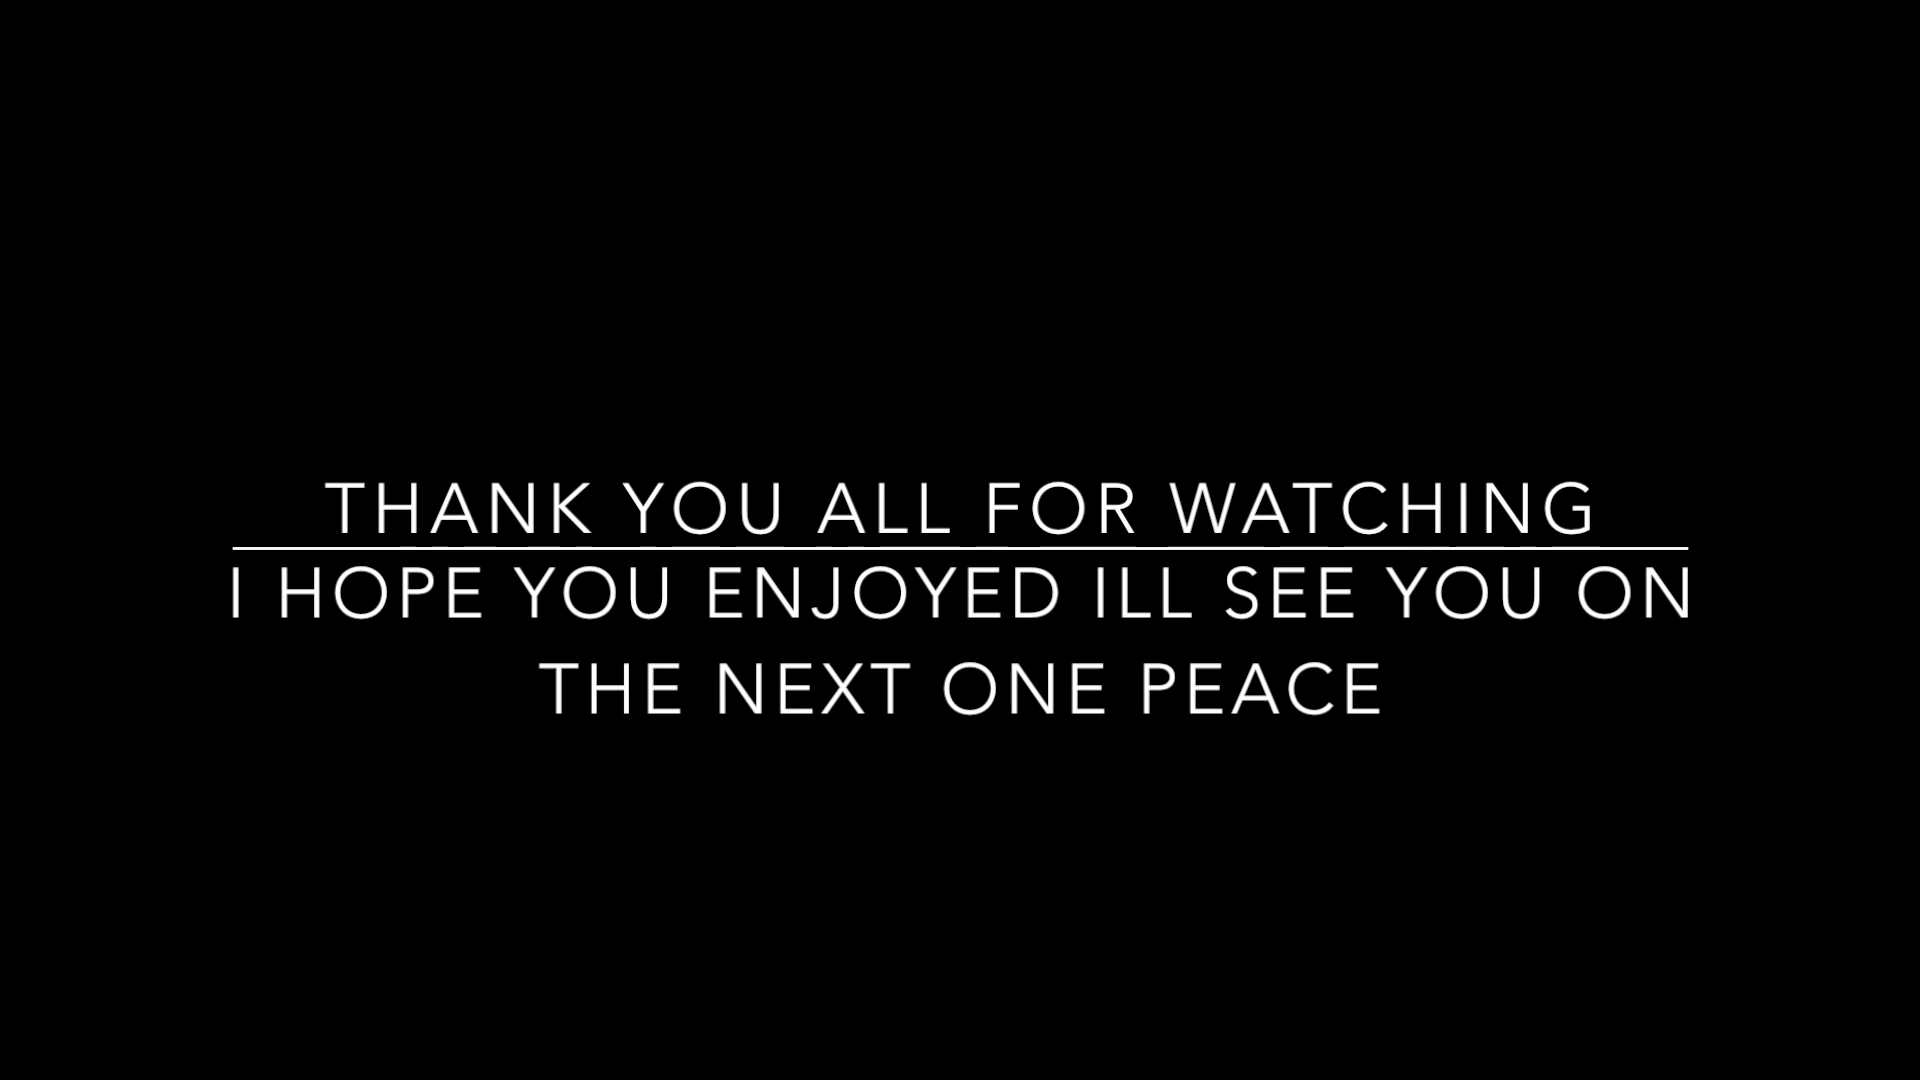 THANK YOU ALL FOR WATCHING
I HOPE YOU ENJOYED ILL SEE YOU ON
THE NEXT ONE PEACE